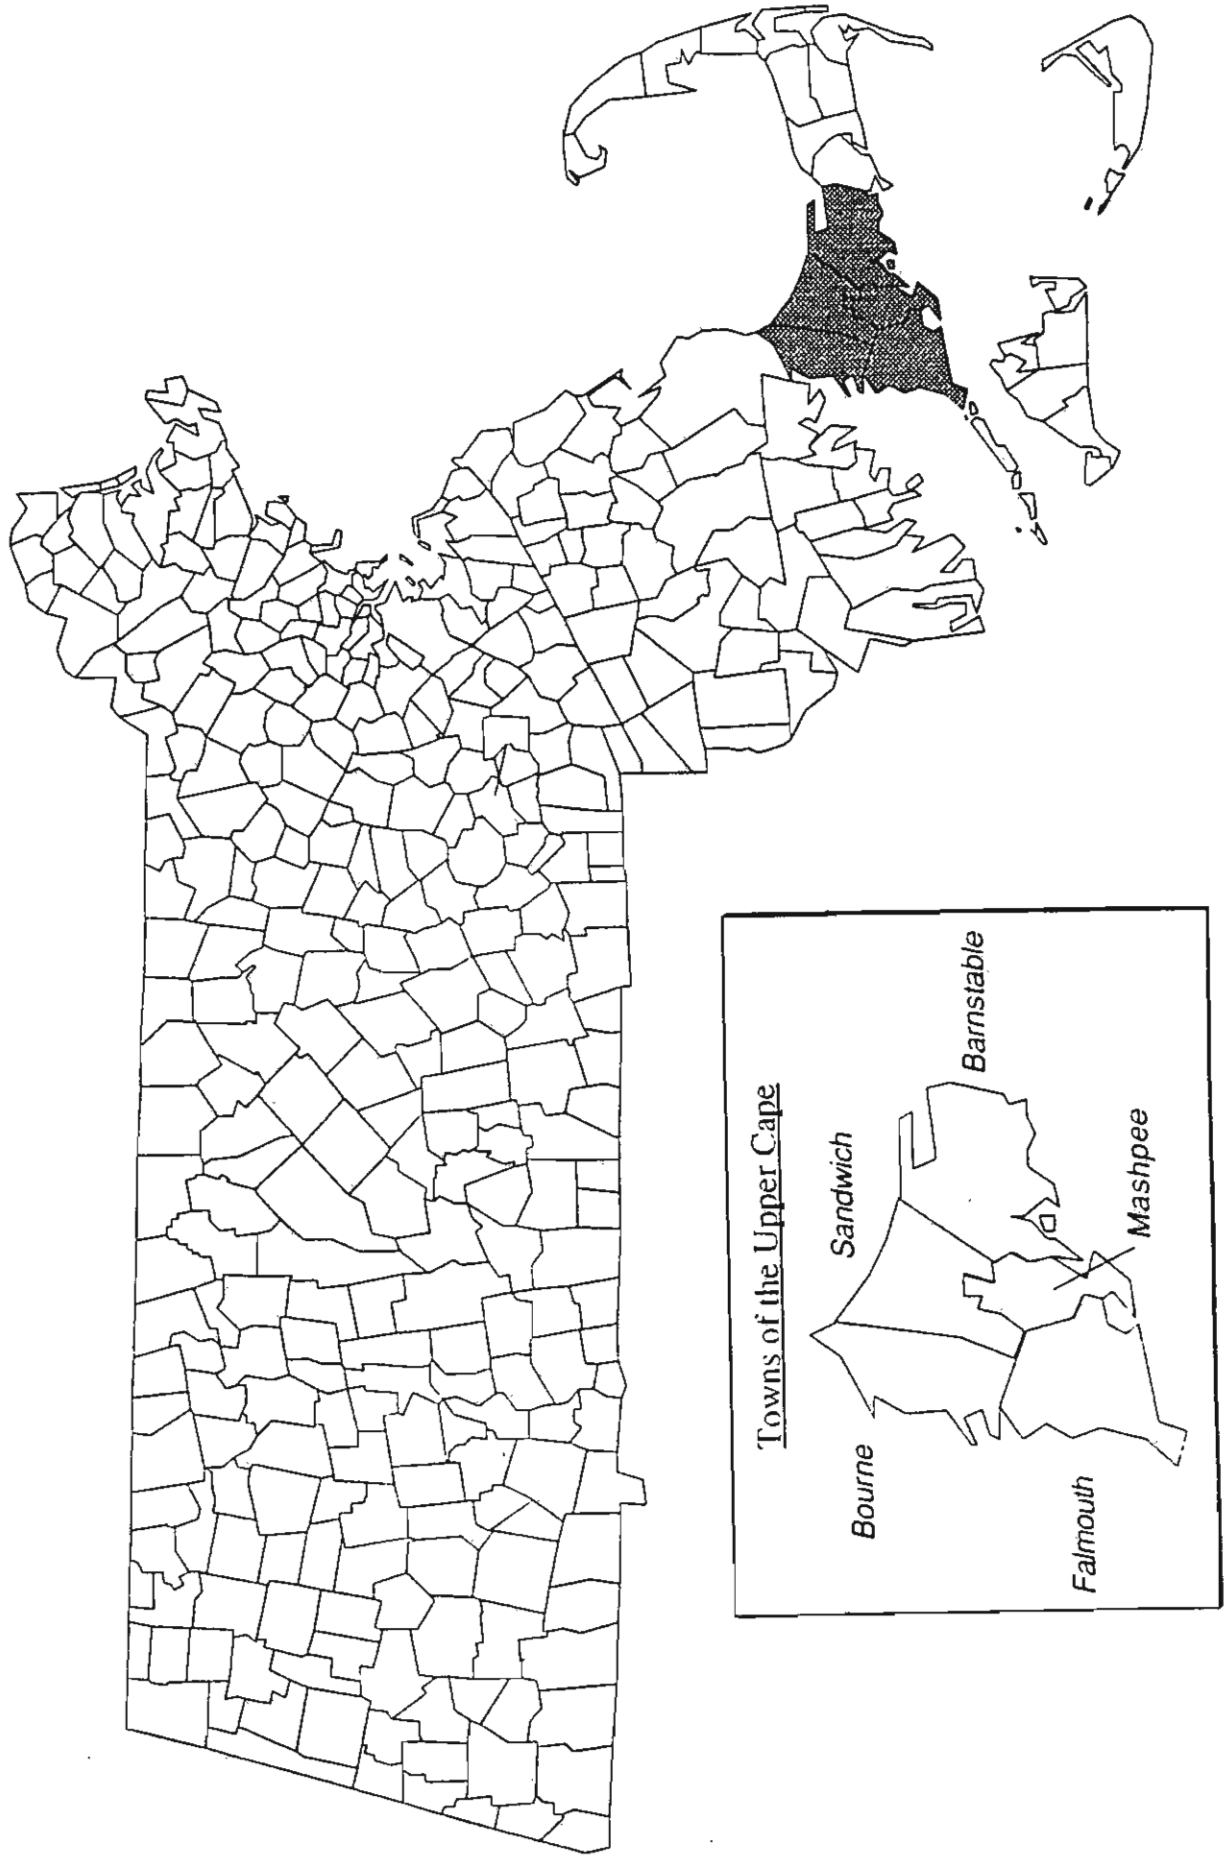 Towns of the Upper Cape
Bourne
Sandwich
Barnstable
Falmouth
Mashpee